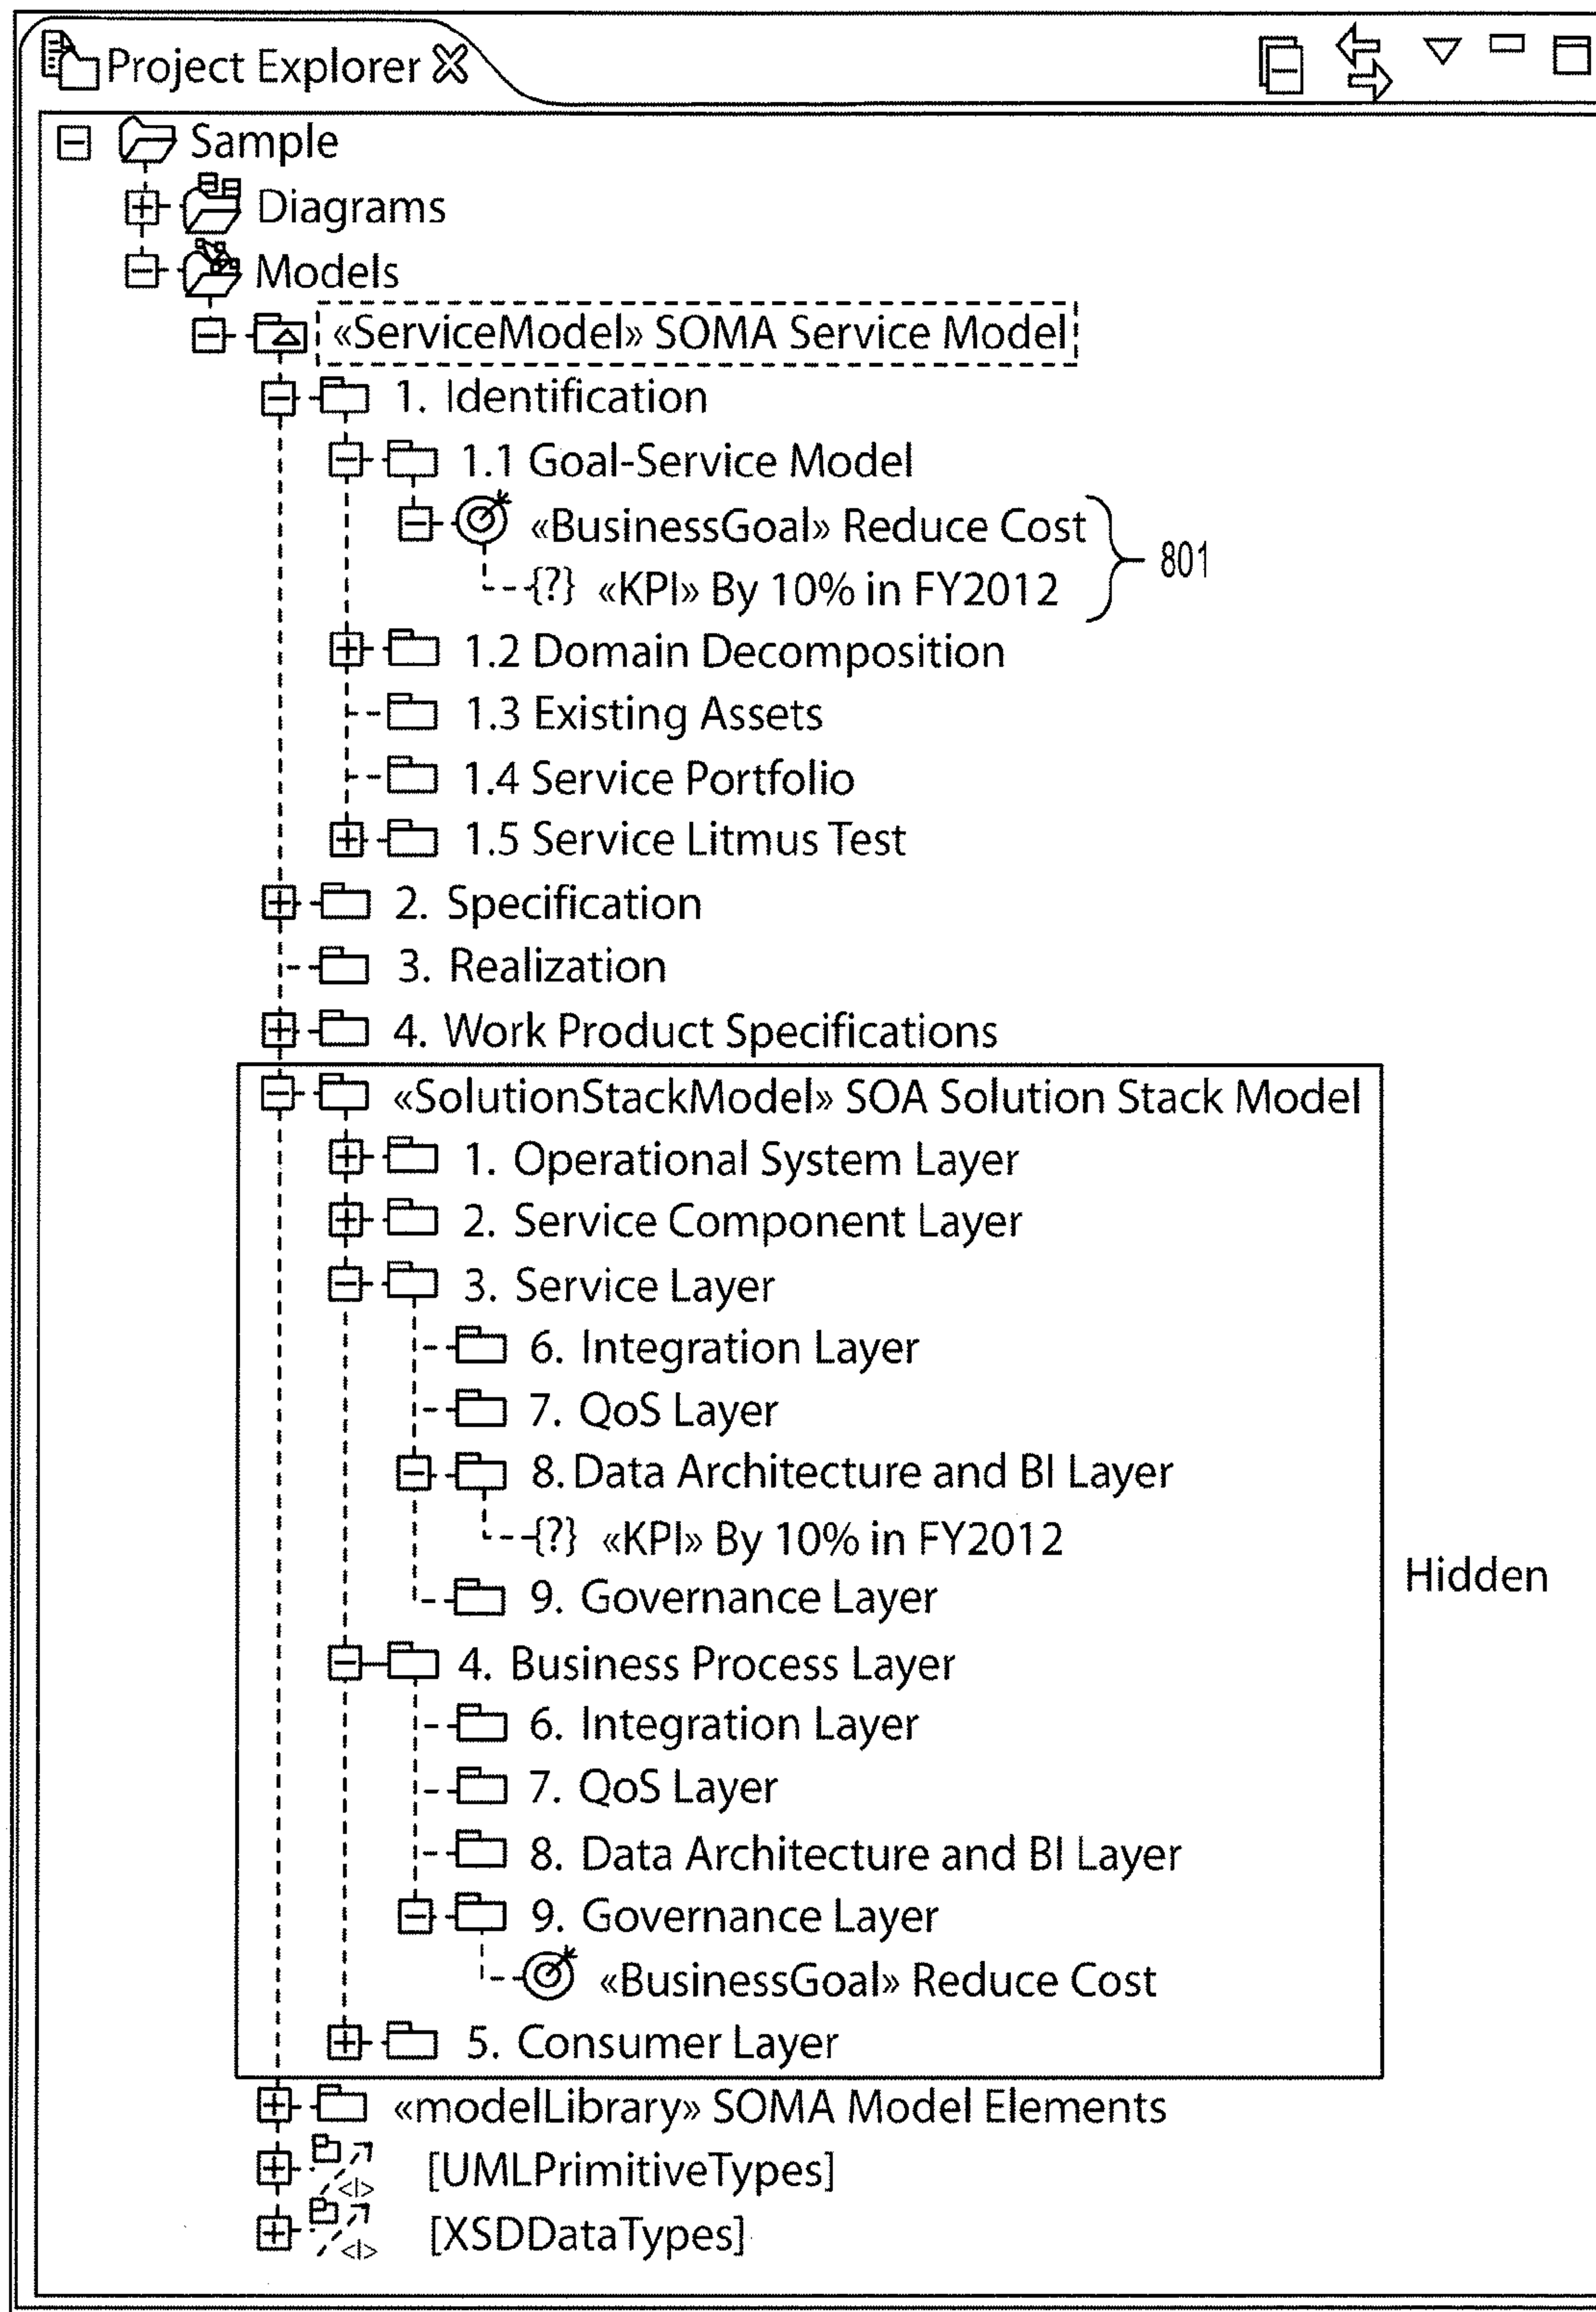 Project Explorer
Sample
Diagrams
Models
«ServiceModel» SOMA Service Model
1. Identification
1.1 Goal-Service Model
«BusinessGoal» Reduce Cost
801
{?} «KPI» By 10% in FY2012
1.2 Domain Decomposition
1.3 Existing Assets
1.4 Service Portfolio
1.5 Service Litmus Test
2. Specification
3. Realization
4. Work Product Specifications
«SolutionStackModel» SOA Solution Stack Model
1. Operational System Layer
2. Service Component Layer
3. Service Layer
6. Integration Layer
7. QoS Layer
8. Data Architecture and BI Layer
{?} «KPI» By 10% in FY2012
Hidden
9. Governance Layer
4. Business Process Layer
6. Integration Layer
7. QoS Layer
8. Data Architecture and BI Layer
9. Governance Layer
«BusinessGoal» Reduce Cost
5. Consumer Layer
«modelLibrary» SOMA Model Elements
[UMLPrimitiveTypes]
[XSDDataTypes]